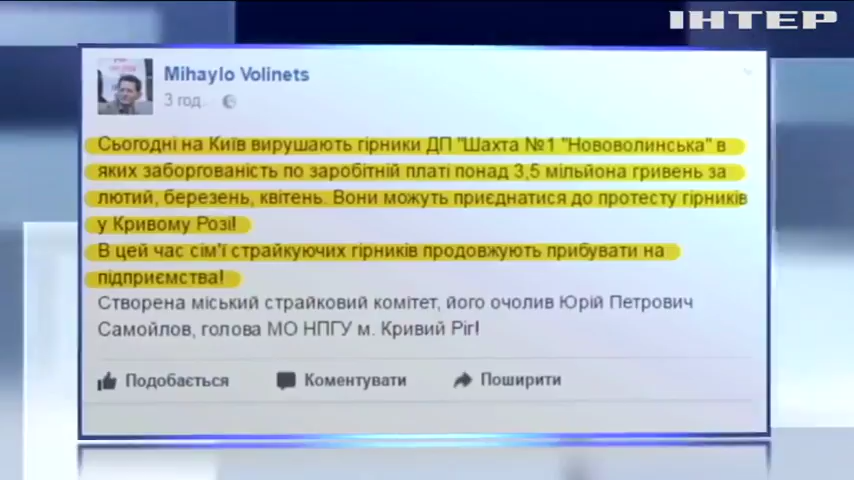 ІНТЕР
Mihaylo Volinets
3 год.
Сьогодні на Київ вирушають гірники ДП "Шахта №1 "Нововолинська" в
яких заборгованість по заробітній платі понад 3,5 мільйона гривень за
лютий, березень, квітень. Вони можуть приєднатися до протесту гірників
у Кривому Розі!
В цей час сім'ї страйкуючих гірників продовжують прибувати на
підприємства!
Створена міський страйковий комітет, його очолив Юрій Петрович
Самойлов, голова МО НПГУ м. Кривий Ріг!
Подобається Коментувати Поширити